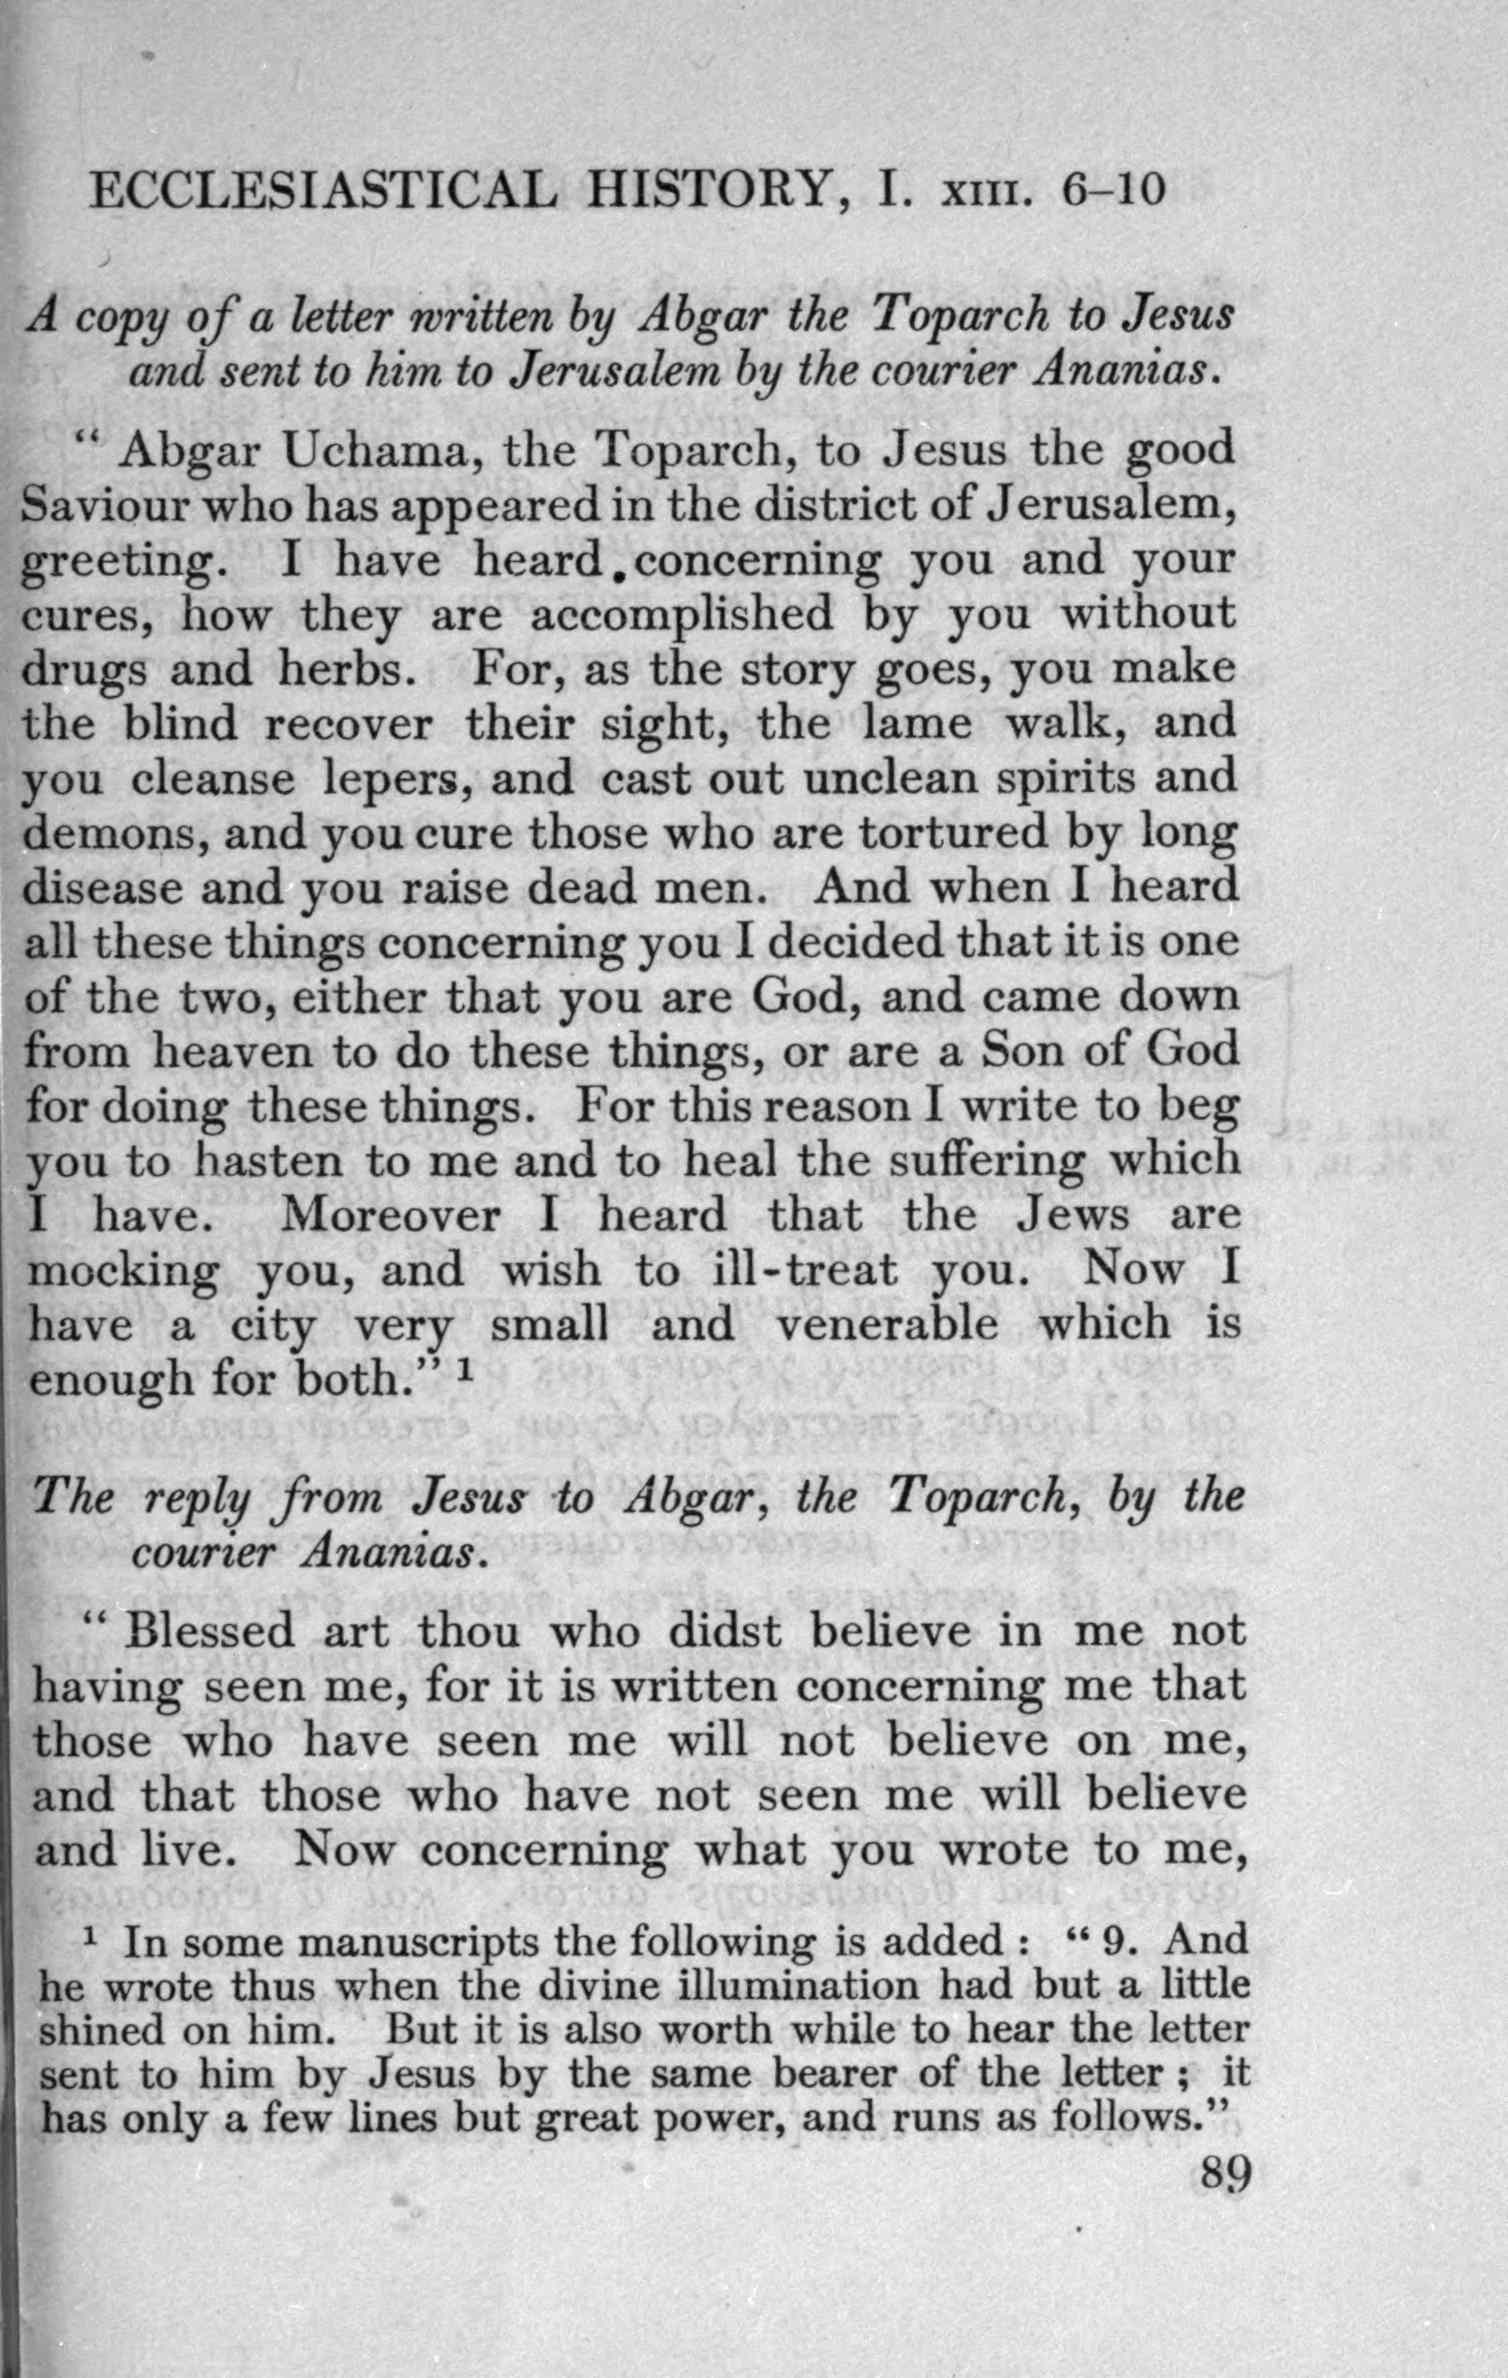 ECCLESIASTICAL HISTORY, I. XIII. 6–10
A copy of a letter written by Abgar the Toparch to Jesus
and sent to him to Jerusalem by the courier Ananias.
“ Abgar Uchama, the Toparch, to Jesus the good
Saviour who has appeared in the district of Jerusalem,
greeting. I have heard.concerning you and your
cures, how they are accomplished by you without
drugs and herbs. For, as the story goes, you make
the blind recover their sight, the lame walk, and
you cleanse lepers, and cast out unclean spirits and
demons, and you cure those who are tortured by long
disease and you raise dead men. And when I heard
all these things concerning you I decided that it is one
of the two, either that you are God, and came down
from heaven to do these things, or are a Son of God
for doing these things. For this reason I write to beg
you to hasten to me and to heal the suffering which
I have. Moreover I heard that the Jews are
mocking you, and wish to ill-treat you. Now I
have a city very small and venerable which is
enough for both.” 1
The reply from Jesus to Abgar, the Toparch, by the
courier Ananias.
“ Blessed art thou who didst believe in me not
having seen me, for it is written concerning me that
those who have seen me will not believe on me,
and that those who have not seen me will believe
and live. Now concerning what you wrote to me,
1 In some manuscripts the following is added : “ 9. And
he wrote thus when the divine illumination had but a little
shined on him. But it is also worth while to hear the letter
sent to him by Jesus by the same bearer of the letter ; it
has only a few lines but great power, and runs as follows.”
89